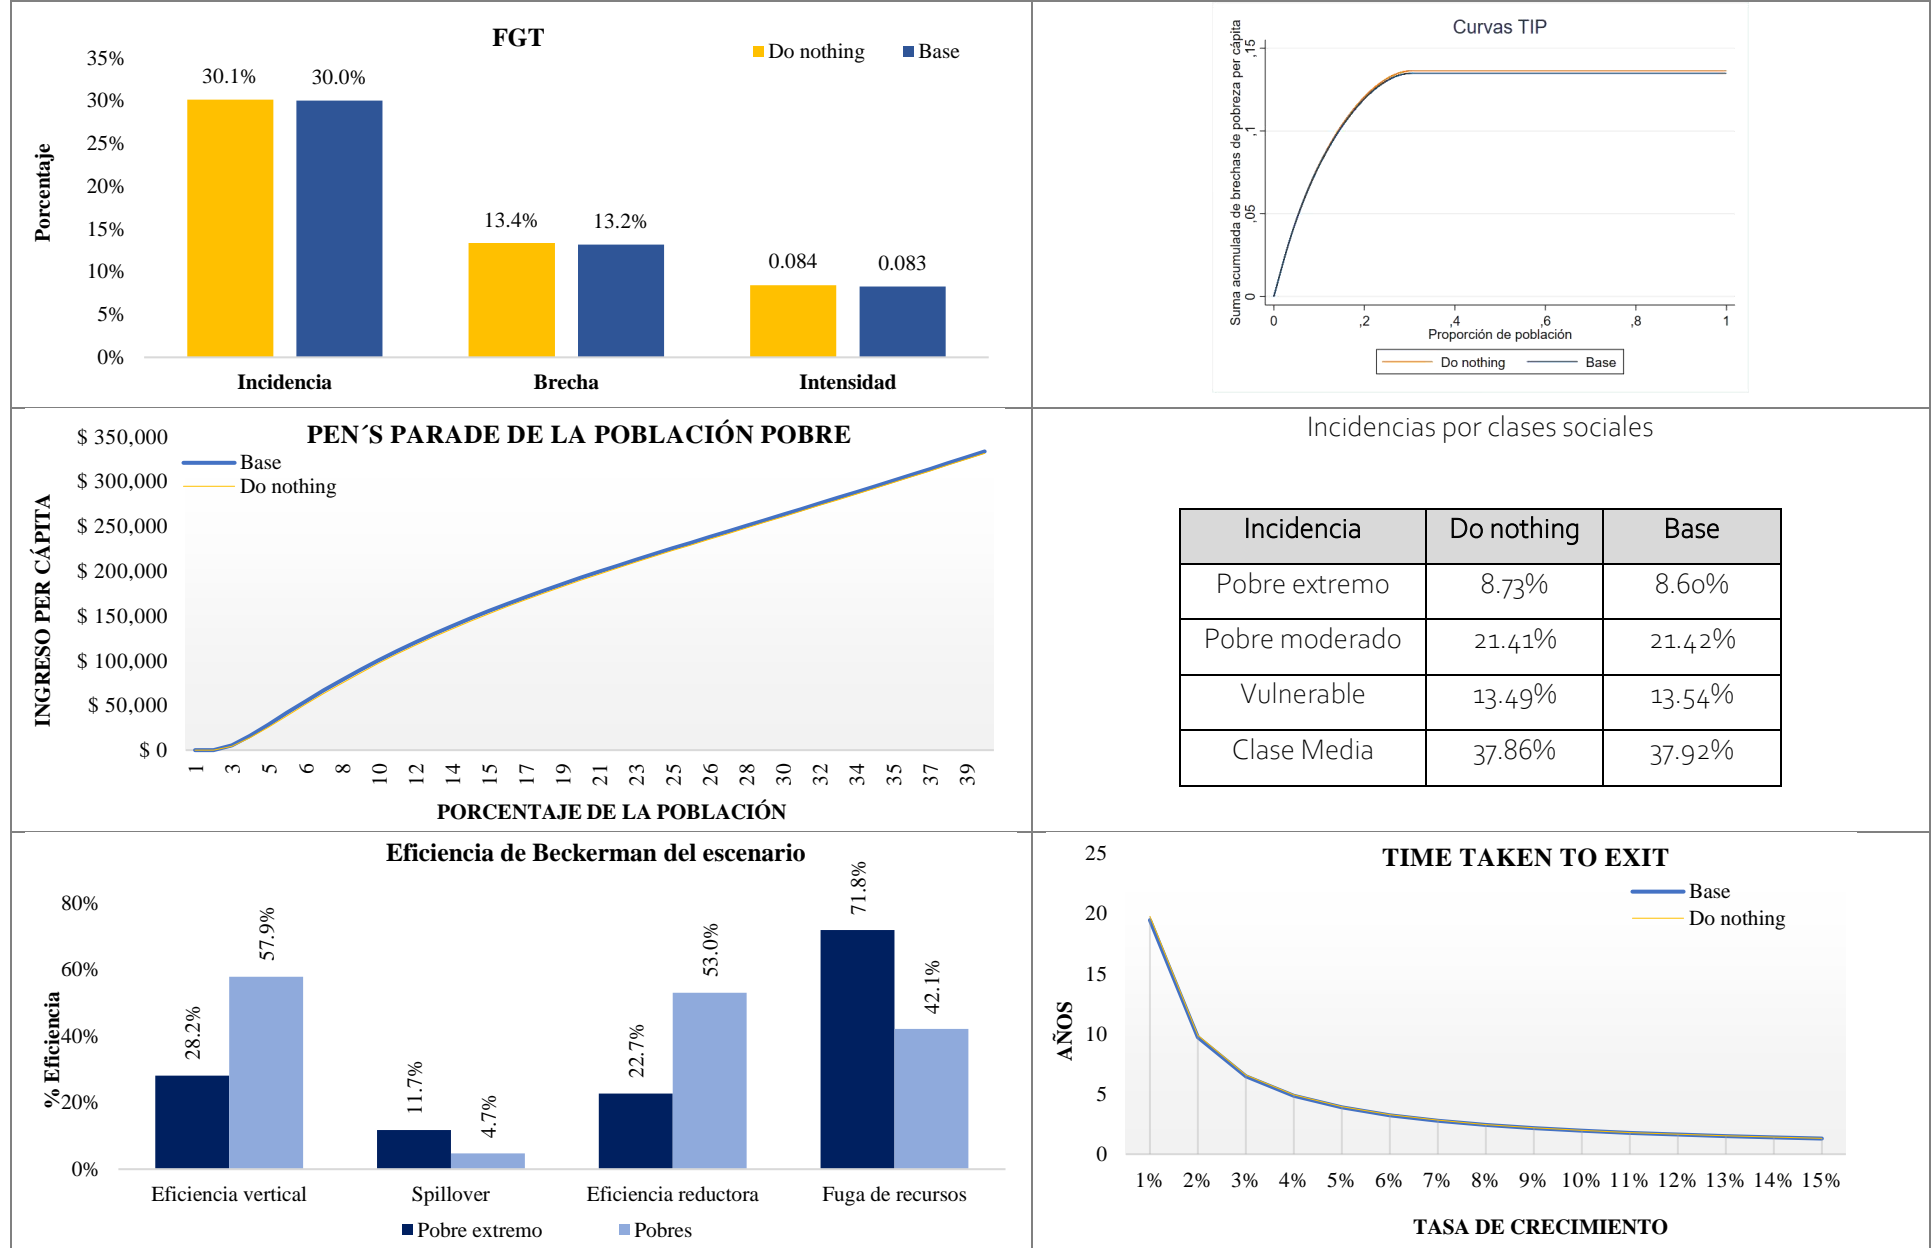 FGT
Do nothing
Base
Porcentaje
35%
30%
25%
20%
15%
10%
5%
0%
30.1%
30.0%
13.4%
13.2%
0.084
0.083
Incidencia
Brecha
Intensidad
Curvas TIP
Suma acumulada de brechas de pobreza per cápita
,15
,1
,05
0
0
,2
,4
,6
,8
1
Proporción de población
Do nothing
Base
PEN´S PARADE DE LA POBLACIÓN POBRE
Base
Do nothing
INGRESO PER CÁPITA
$ 350,000
$ 300,000
$ 250,000
$ 200,000
$ 150,000
$ 100,000
$ 50,000
$ 0
1
3
5
6
8
10
12
14
15
17
19
21
23
25
26
28
30
32
34
35
37
39
PORCENTAJE DE LA POBLACIÓN
Incidencias por clases sociales
Incidencia Do nothing Base
Pobre extremo 8.73% 8.60%
Pobre moderado 21.41% 21.42%
Vulnerable 13.49% 13.54%
Clase Media 37.86% 37.92%
Eficiencia de Beckerman del escenario
% Eficiencia
80%
60%
40%
20%
0%
28.2%
57.9%
11.7%
4.7%
22.7%
53.0%
71.8%
42.1%
Eficiencia vertical
Spillover
Eficiencia reductora
Fuga de recursos
Pobre extremo
Pobres
TIME TAKEN TO EXIT
Base
Do nothing
AÑOS
25
20
15
10
5
0
1% 2% 3% 4% 5% 6% 7% 8% 9% 10% 11% 12% 13% 14% 15%
TASA DE CRECIMIENTO